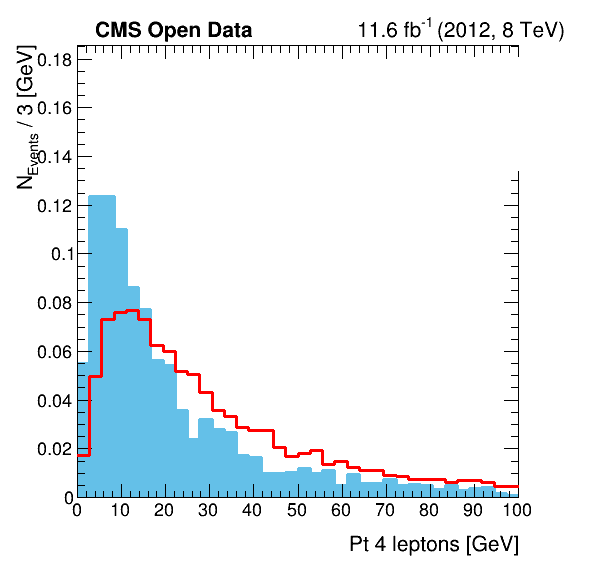 CMS Open Data
11.6 fb⁻¹ (2012, 8 TeV)
N_Events / 3 [GeV]
0.18
0.16
0.14
0.12
0.1
0.08
0.06
0.04
0.02
0
0 10 20 30 40 50 60 70 80 90 100
Pt 4 leptons [GeV]